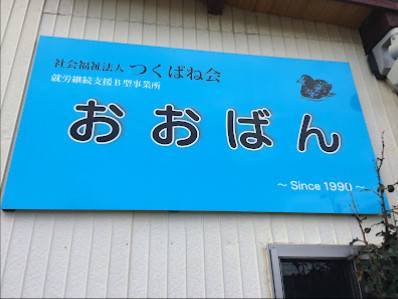 社会福祉法人 つくばね会
就労継続支援B型事業所
おおばん
～ Since 1990 ～